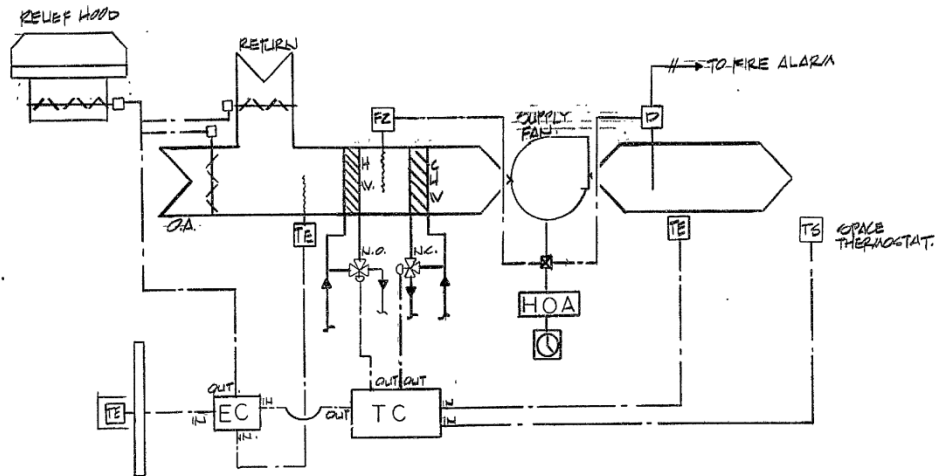 RELIEF HOOD
RETURN
TO FIRE ALARM
FZ
SUPPLY
FAN
D
H
W.
C
H
W
O.A.
TE
N.O.
N.C.
TE
TS
SPACE
THERMOSTAT.
HOA
OUT.
OUT
OUT
TE
IN
EC
IN
OUT
TC
IN
IN
IN.